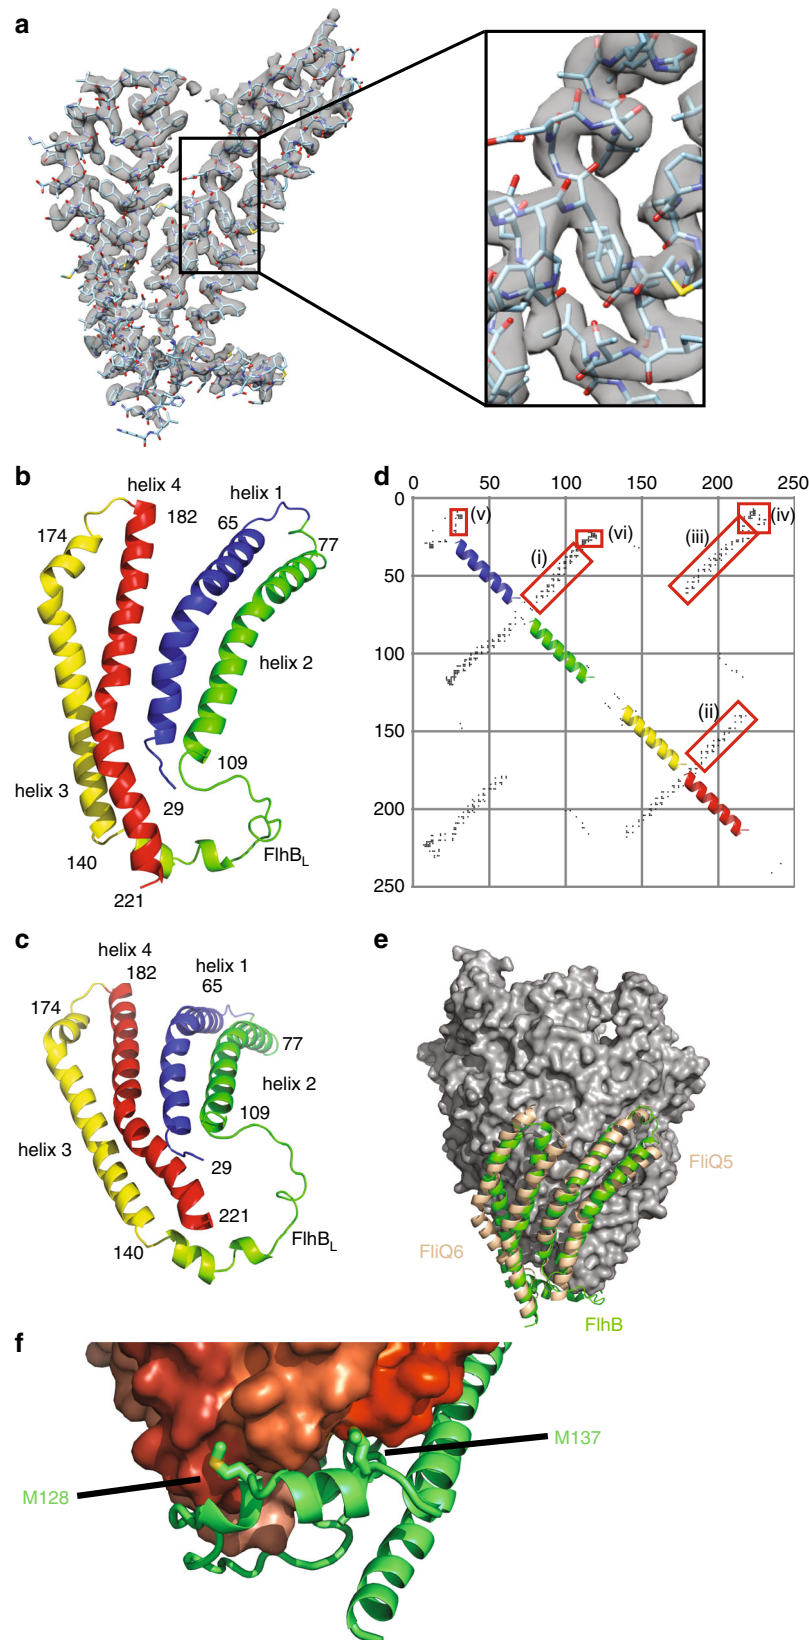 a
b
helix 4
helix 1
182
65
174
77
helix 2
109
helix 3
29
140
FlhB_L
221
c
helix 4
182
helix 1
65
174
77
helix 2
109
helix 3
29
221
140
FlhB_L
d
0 50 100 150 200 250
0
50
100
150
200
250
(v)
(i)
(vi)
(iii)
(iv)
(ii)
e
FliQ5
FliQ6
FlhB
f
M137
M128